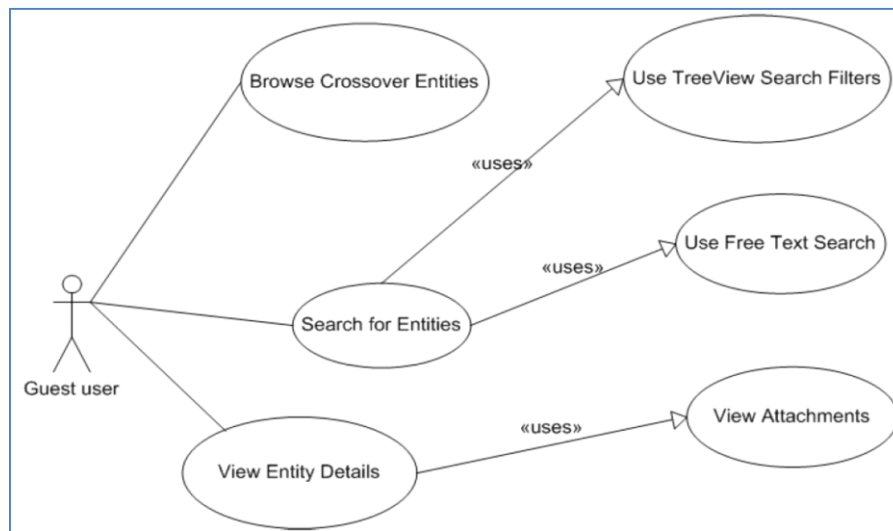 Browse Crossover Entities
Use TreeView Search Filters
«uses»
Use Free Text Search
«uses»
Search for Entities
Guest user
View Attachments
«uses»
View Entity Details